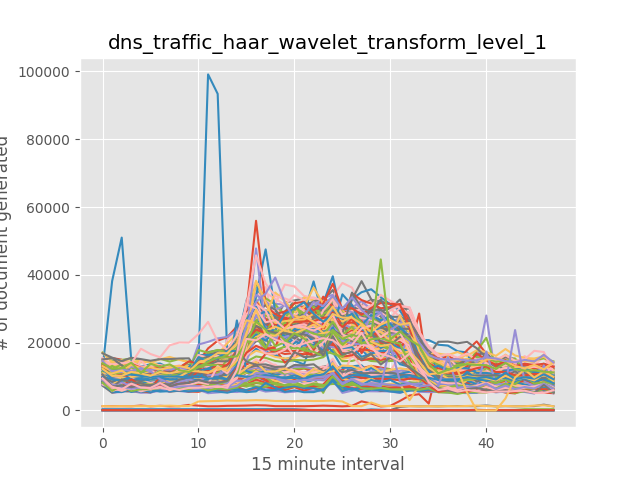 dns_traffic_haar_wavelet_transform_level_1
100000
80000
60000
40000
20000
0
# of document generated
0 10 20 30 40
15 minute interval